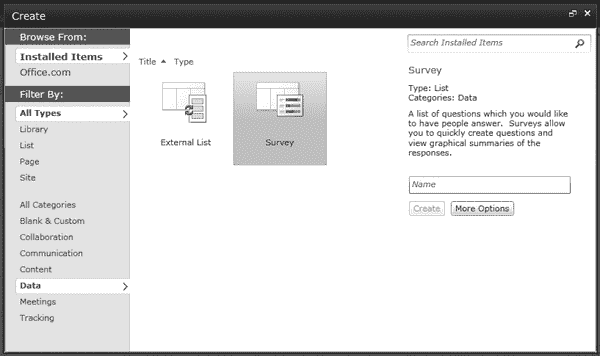 Create
Browse From:
Installed Items
Office.com
Filter By:
All Types
Library
List
Page
Site
All Categories
Blank & Custom
Collaboration
Communication
Content
Data
Meetings
Tracking
Title Type
External List
Survey
Search Installed Items
Survey
Type: List
Categories: Data
A list of questions which you would like
to have people answer. Surveys allow
you to quickly create questions and
view graphical summaries of the
responses.
Name
Create More Options